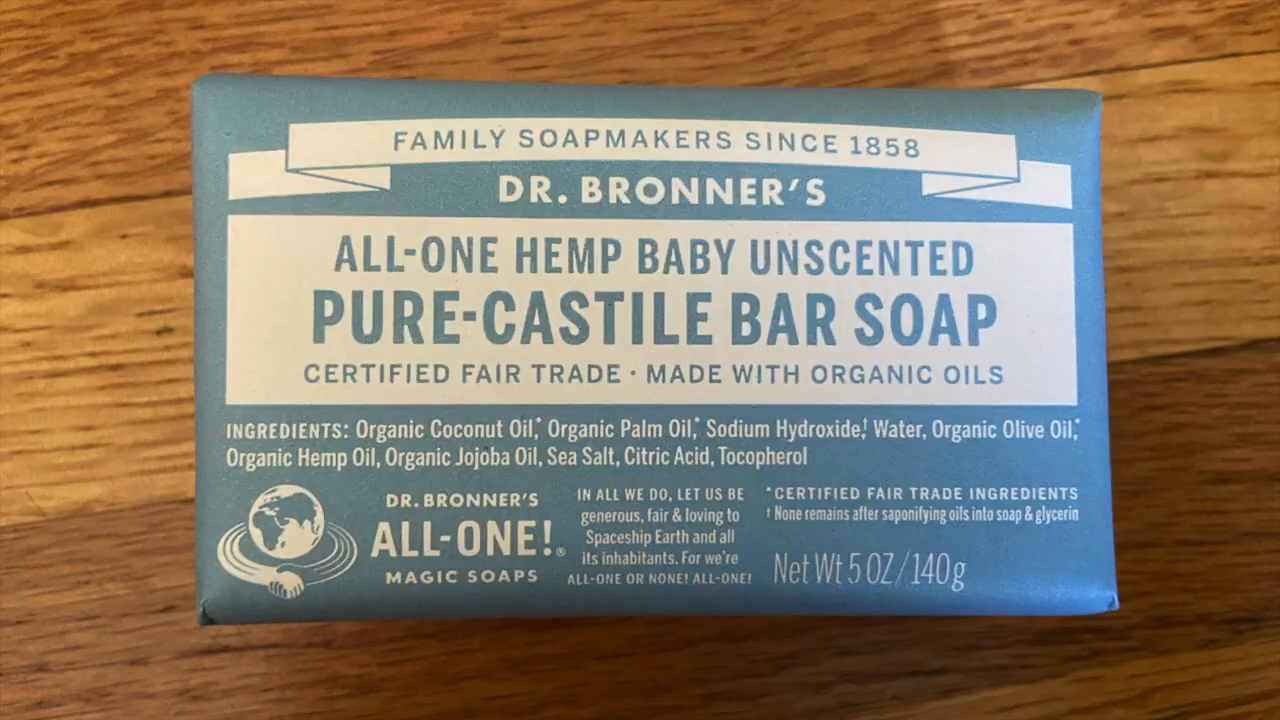 FAMILY SOAPMAKERS SINCE 1858
DR. BRONNER'S
ALL-ONE HEMP BABY UNSCENTED
PURE-CASTILE BAR SOAP
CERTIFIED FAIR TRADE · MADE WITH ORGANIC OILS
INGREDIENTS: Organic Coconut Oil,* Organic Palm Oil,* Sodium Hydroxide,† Water, Organic Olive Oil,*
Organic Hemp Oil, Organic Jojoba Oil, Sea Salt, Citric Acid, Tocopherol
DR. BRONNER'S
ALL-ONE!®
MAGIC SOAPS
IN ALL WE DO, LET US BE
generous, fair & loving to
Spaceship Earth and all
its inhabitants. For we're
ALL-ONE OR NONE! ALL-ONE!
*CERTIFIED FAIR TRADE INGREDIENTS
† None remains after saponifying oils into soap & glycerin
Net Wt 5 OZ/140g